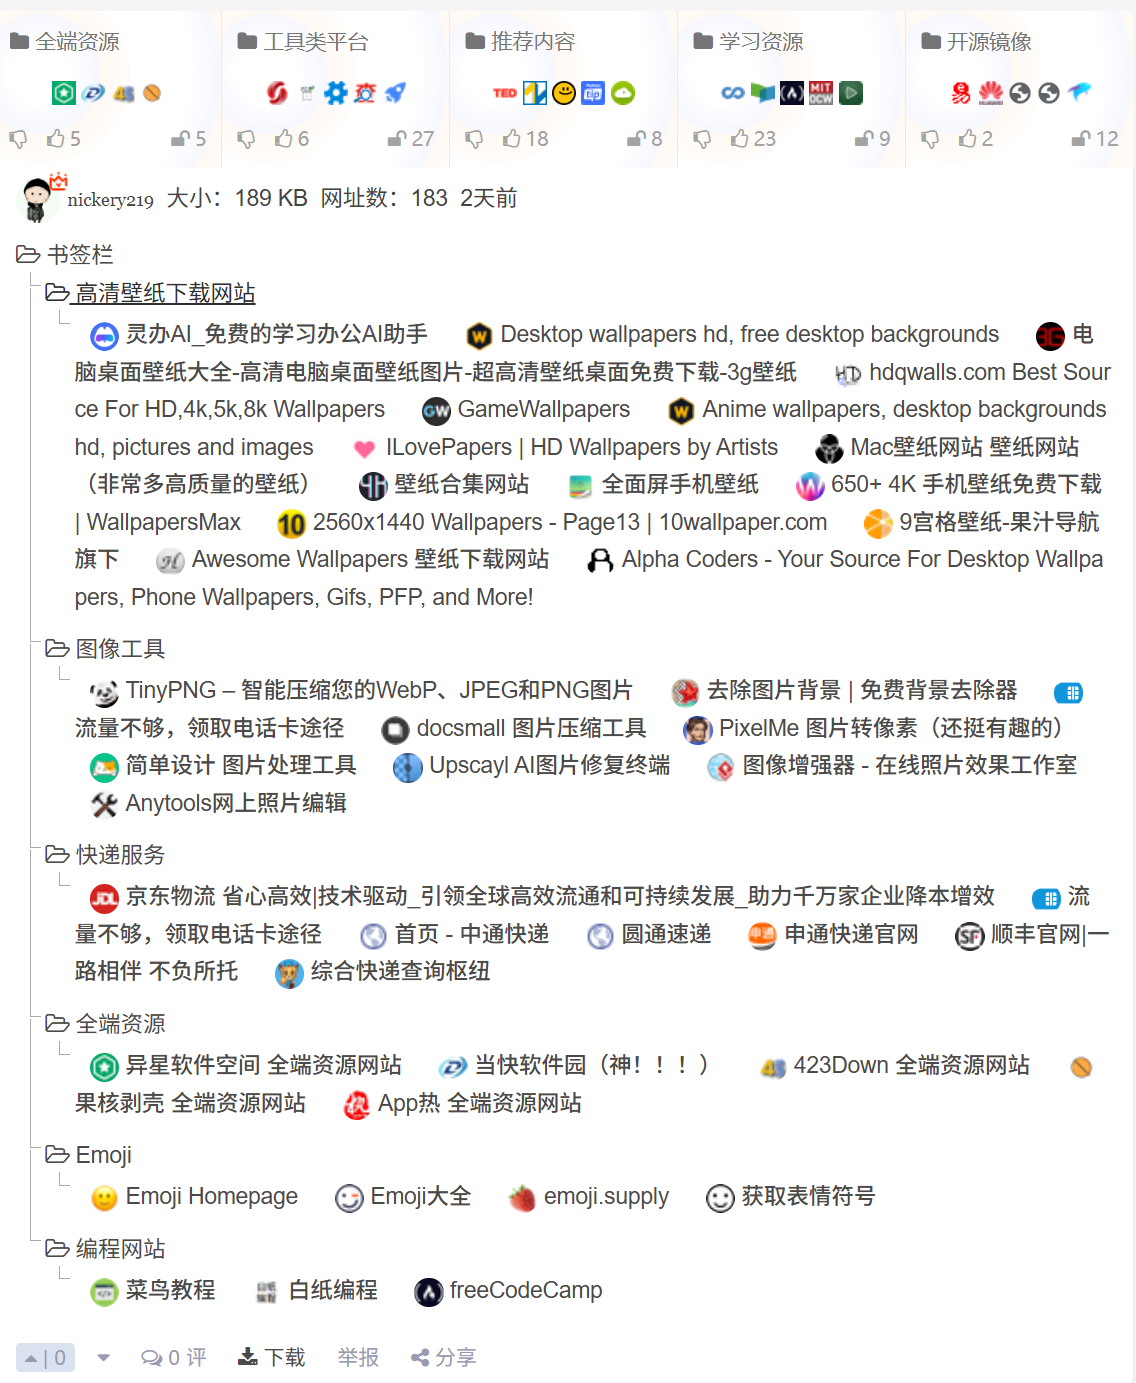 全端资源 工具类平台 推荐内容 学习资源 开源镜像
TED MIT OCW
5 5 6 27 18 8 23 9 2 12
nickery219 大小：189 KB 网址数：183 2天前
书签栏
高清壁纸下载网站
灵办AI_免费的学习办公AI助手 Desktop wallpapers hd, free desktop backgrounds 电
脑桌面壁纸大全-高清电脑桌面壁纸图片-超高清壁纸桌面免费下载-3g壁纸 hdqwalls.com Best Sour
ce For HD,4k,5k,8k Wallpapers GameWallpapers Anime wallpapers, desktop backgrounds
hd, pictures and images ILovePapers | HD Wallpapers by Artists Mac壁纸网站 壁纸网站
（非常多高质量的壁纸） 壁纸合集网站 全面屏手机壁纸 650+ 4K 手机壁纸免费下载
| WallpapersMax 2560x1440 Wallpapers - Page13 | 10wallpaper.com 9宫格壁纸-果汁导航
旗下 Awesome Wallpapers 壁纸下载网站 Alpha Coders - Your Source For Desktop Wallpa
pers, Phone Wallpapers, Gifs, PFP, and More!
图像工具
TinyPNG – 智能压缩您的WebP、JPEG和PNG图片 去除图片背景 | 免费背景去除器
流量不够，领取电话卡途径 docsmall 图片压缩工具 PixelMe 图片转像素（还挺有趣的）
简单设计 图片处理工具 Upscayl AI图片修复终端 图像增强器 - 在线照片效果工作室
Anytools网上照片编辑
快递服务
京东物流 省心高效|技术驱动_引领全球高效流通和可持续发展_助力千万家企业降本增效 流
量不够，领取电话卡途径 首页 - 中通快递 圆通速递 申通快递官网 顺丰官网|一
路相伴 不负所托 综合快递查询枢纽
全端资源
异星软件空间 全端资源网站 当快软件园（神！！！） 423Down 全端资源网站
果核剥壳 全端资源网站 App热 全端资源网站
Emoji
Emoji Homepage Emoji大全 emoji.supply 获取表情符号
编程网站
菜鸟教程 白纸编程 freeCodeCamp
| 0 0 评 下载 举报 分享